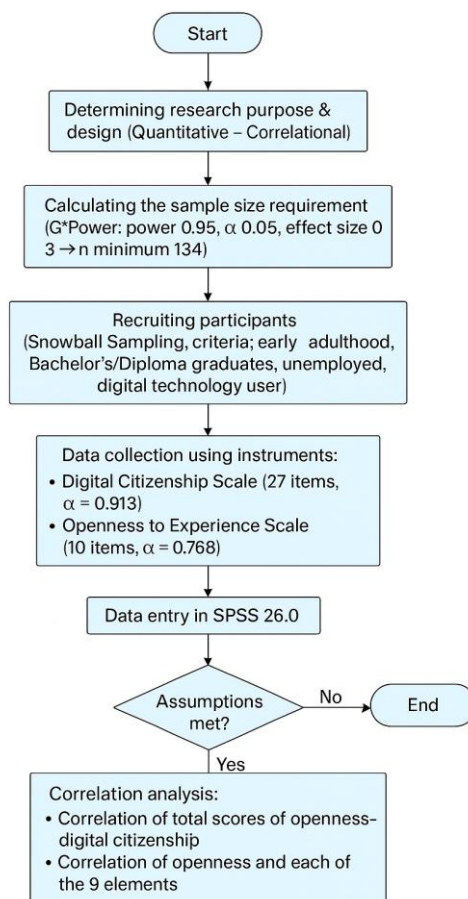 Start
Determining research purpose &
design (Quantitative – Correlational)
Calculating the sample size requirement
(G*Power: power 0.95, α 0.05, effect size 0
3 → n minimum 134)
Recruiting participants
(Snowball Sampling, criteria; early adulthood,
Bachelor's/Diploma graduates, unemployed,
digital technology user)
Data collection using instruments:
• Digital Citizenship Scale (27 items,
α = 0.913)
• Openness to Experience Scale
(10 items, α = 0.768)
Data entry in SPSS 26.0
Assumptions
met?
No
End
Yes
Correlation analysis:
• Correlation of total scores of openness–
digital citizenship
• Correlation of openness and each of
the 9 elements